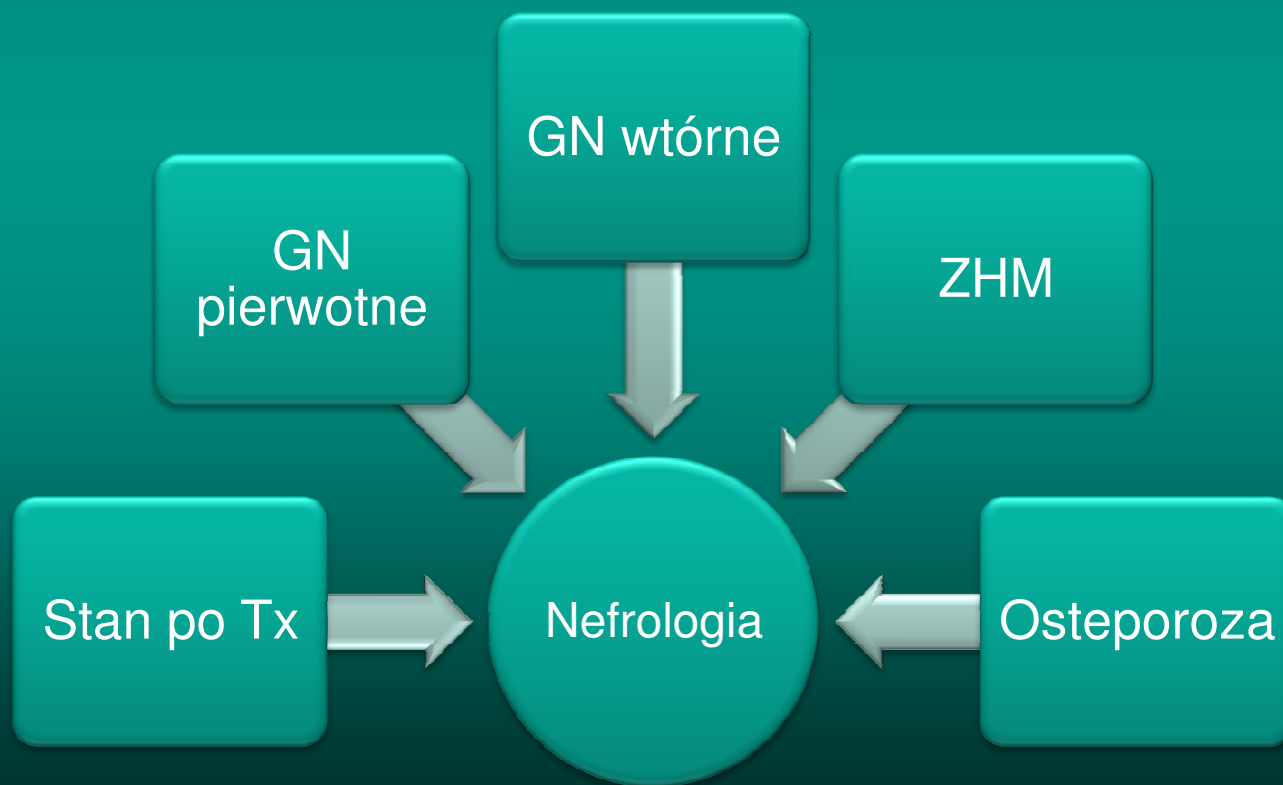 GN wtórne
GN
pierwotne
ZHM
Stan po Tx
Nefrologia
Osteporoza